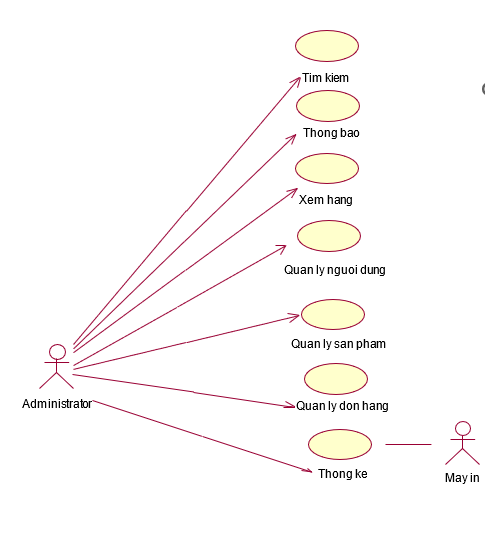 Tim kiem
Thong bao
Xem hang
Quan ly nguoi dung
Quan ly san pham
Administrator
Quan ly don hang
Thong ke
May in